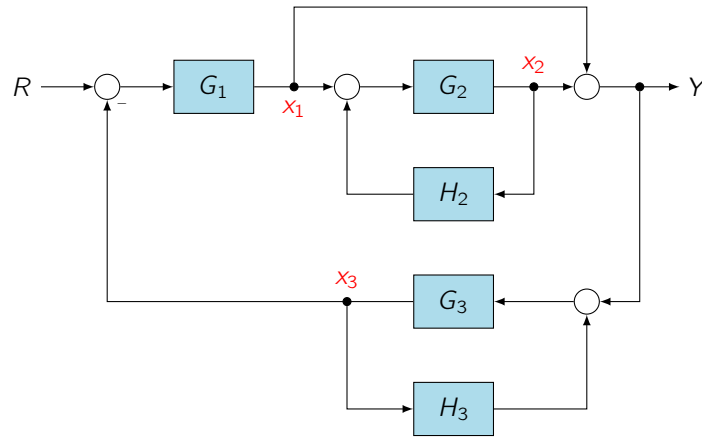 R
G₁
x₁
G₂
x₂
Y
–
H₂
x₃
G₃
H₃